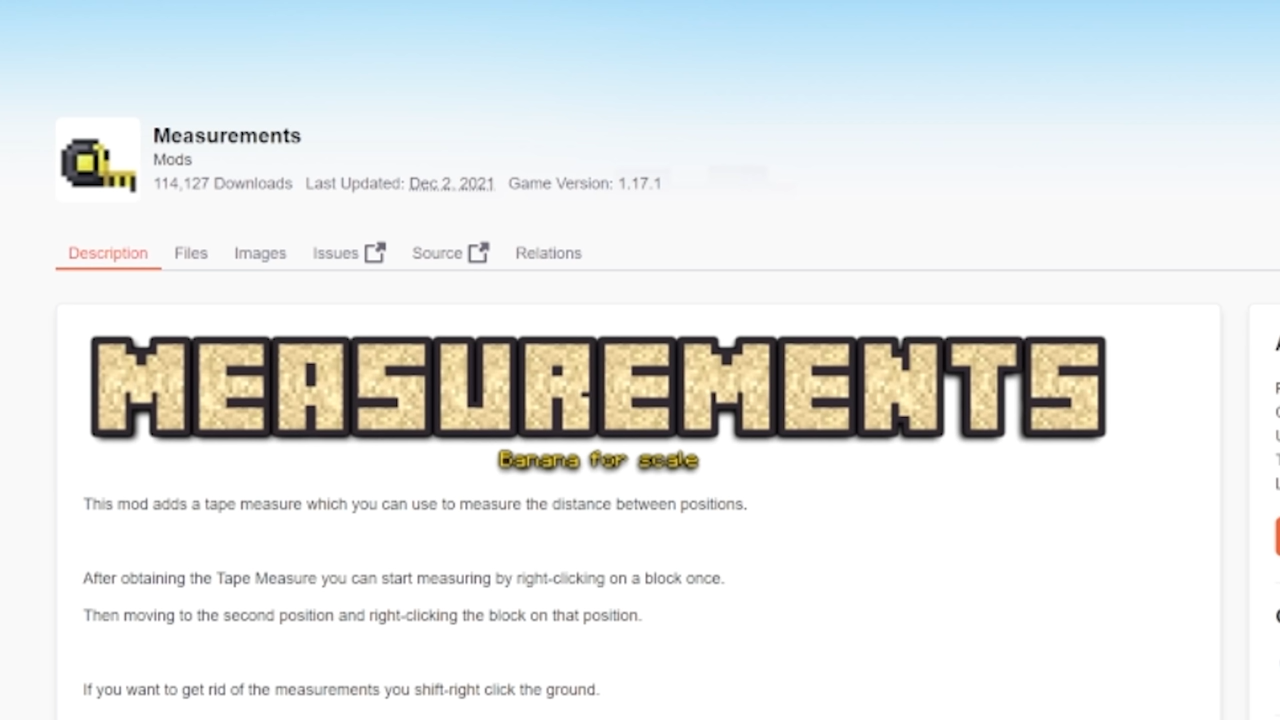 Measurements
Mods
114,127 Downloads Last Updated: Dec 2, 2021 Game Version: 1.17.1
Description Files Images Issues Source Relations
MEASUREMENTS
Banana for scale
This mod adds a tape measure which you can use to measure the distance between positions.
After obtaining the Tape Measure you can start measuring by right-clicking on a block once.
Then moving to the second position and right-clicking the block on that position.
If you want to get rid of the measurements you shift-right click the ground.